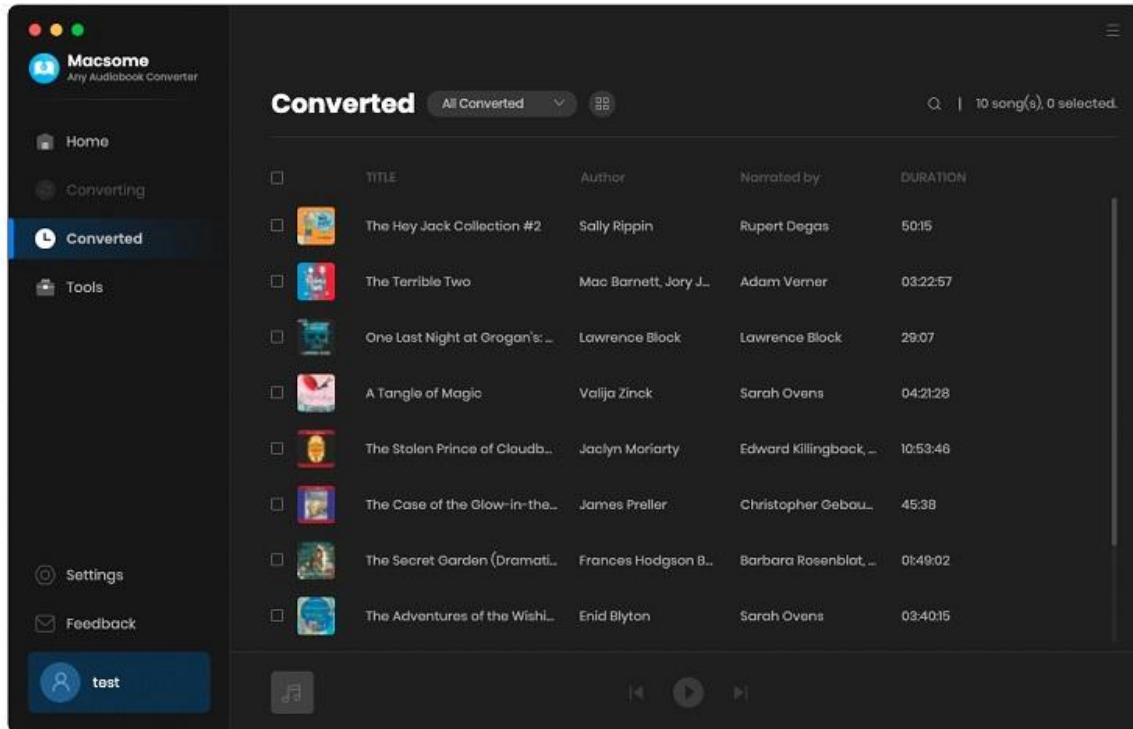 Macsome
Any Audiobook Converter
Home
Converting
Converted
Tools
Settings
Feedback
test
Converted All Converted | 10 song(s), 0 selected.
TITLE Author Narrated by DURATION
The Hey Jack Collection #2 Sally Rippin Rupert Degas 50:15
The Terrible Two Mac Barnett, Jory J... Adam Verner 03:22:57
One Last Night at Grogan's: ... Lawrence Block Lawrence Block 29:07
A Tangle of Magic Valija Zinck Sarah Ovens 04:21:28
The Stolen Prince of Cloudb... Jaclyn Moriarty Edward Killingback, ... 10:53:46
The Case of the Glow-in-the... James Preller Christopher Gebau... 45:38
The Secret Garden (Dramati... Frances Hodgson B... Barbara Rosenblat, ... 01:49:02
The Adventures of the Wishi... Enid Blyton Sarah Ovens 03:40:15